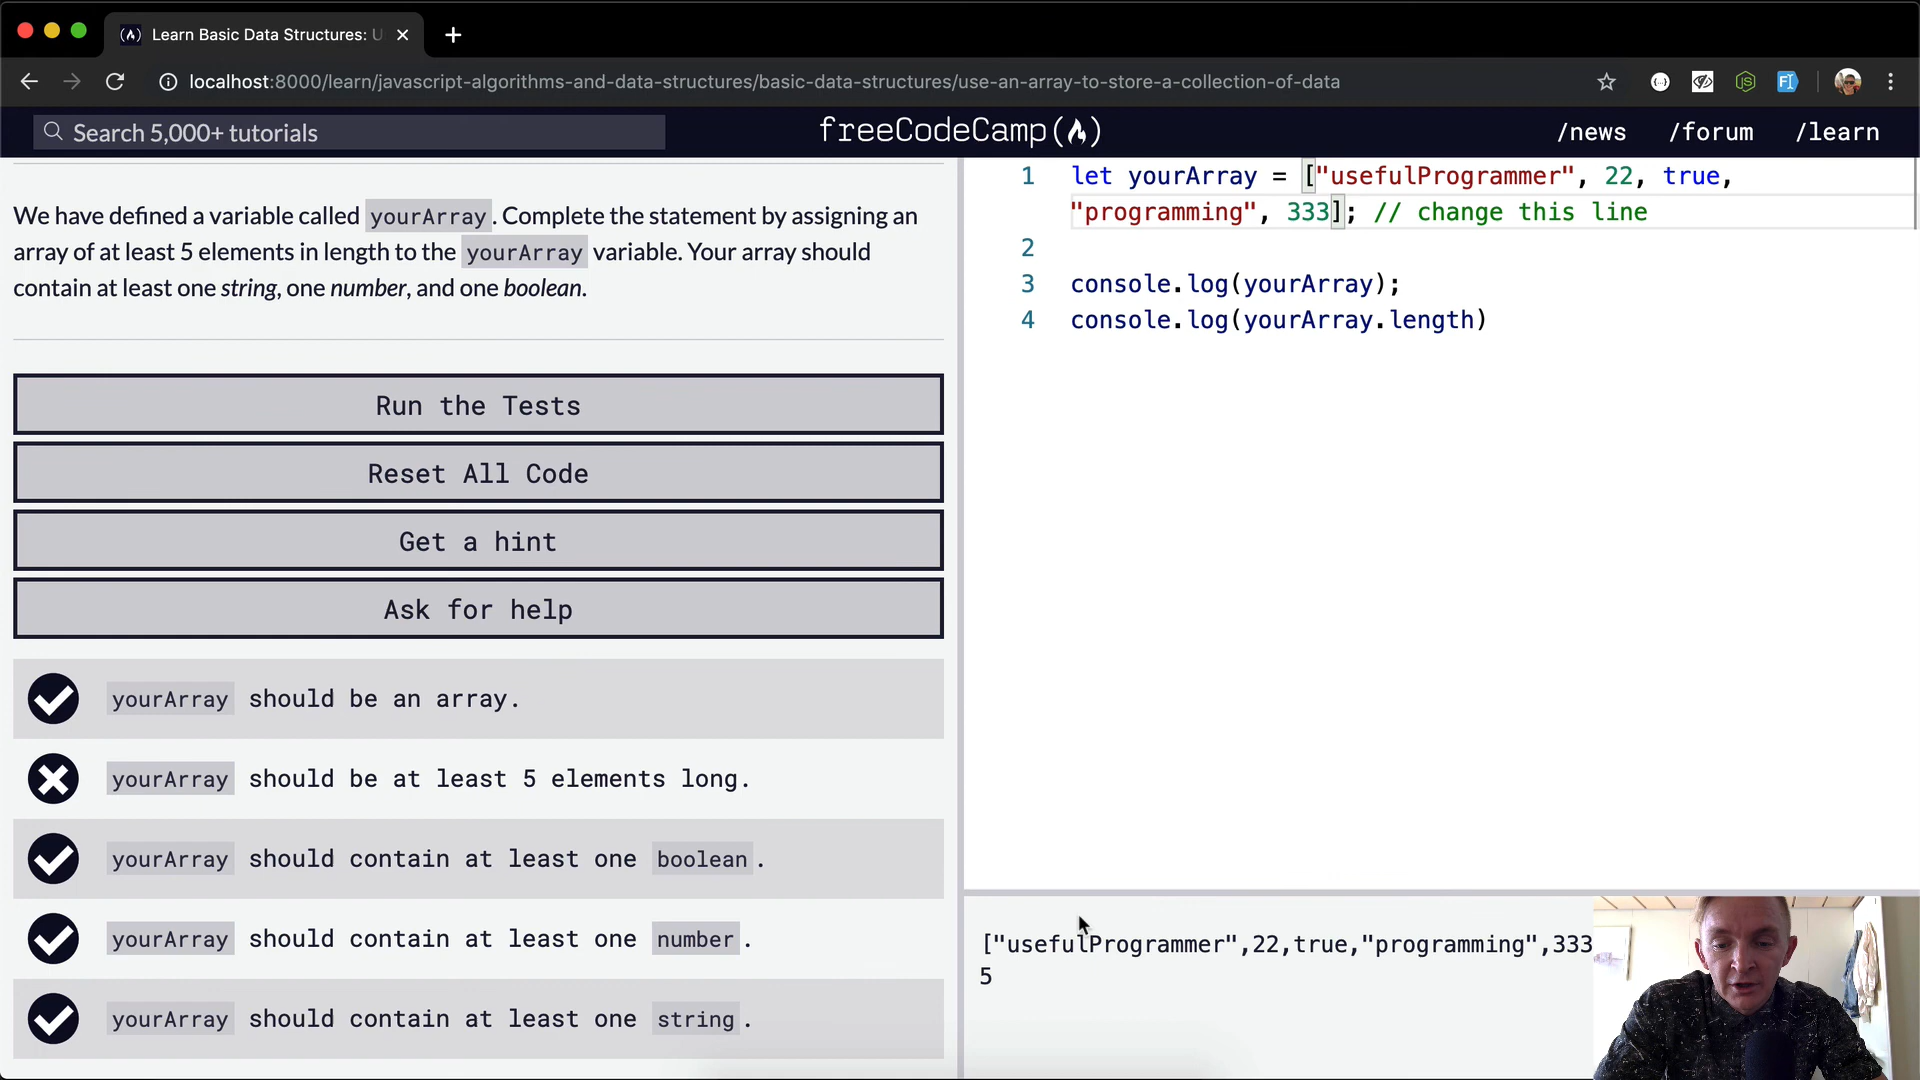 Learn Basic Data Structures: U
localhost:8000/learn/javascript-algorithms-and-data-structures/basic-data-structures/use-an-array-to-store-a-collection-of-data
Search 5,000+ tutorials
freeCodeCamp
/news
/forum
/learn
We have defined a variable called yourArray. Complete the statement by assigning an
array of at least 5 elements in length to the yourArray variable. Your array should
contain at least one string, one number, and one boolean.
Run the Tests
Reset All Code
Get a hint
Ask for help
yourArray should be an array.
yourArray should be at least 5 elements long.
yourArray should contain at least one boolean.
yourArray should contain at least one number.
yourArray should contain at least one string.
1 let yourArray = ["usefulProgrammer", 22, true,
"programming", 333]; // change this line
2
3 console.log(yourArray);
4 console.log(yourArray.length)
["usefulProgrammer",22,true,"programming",333
5